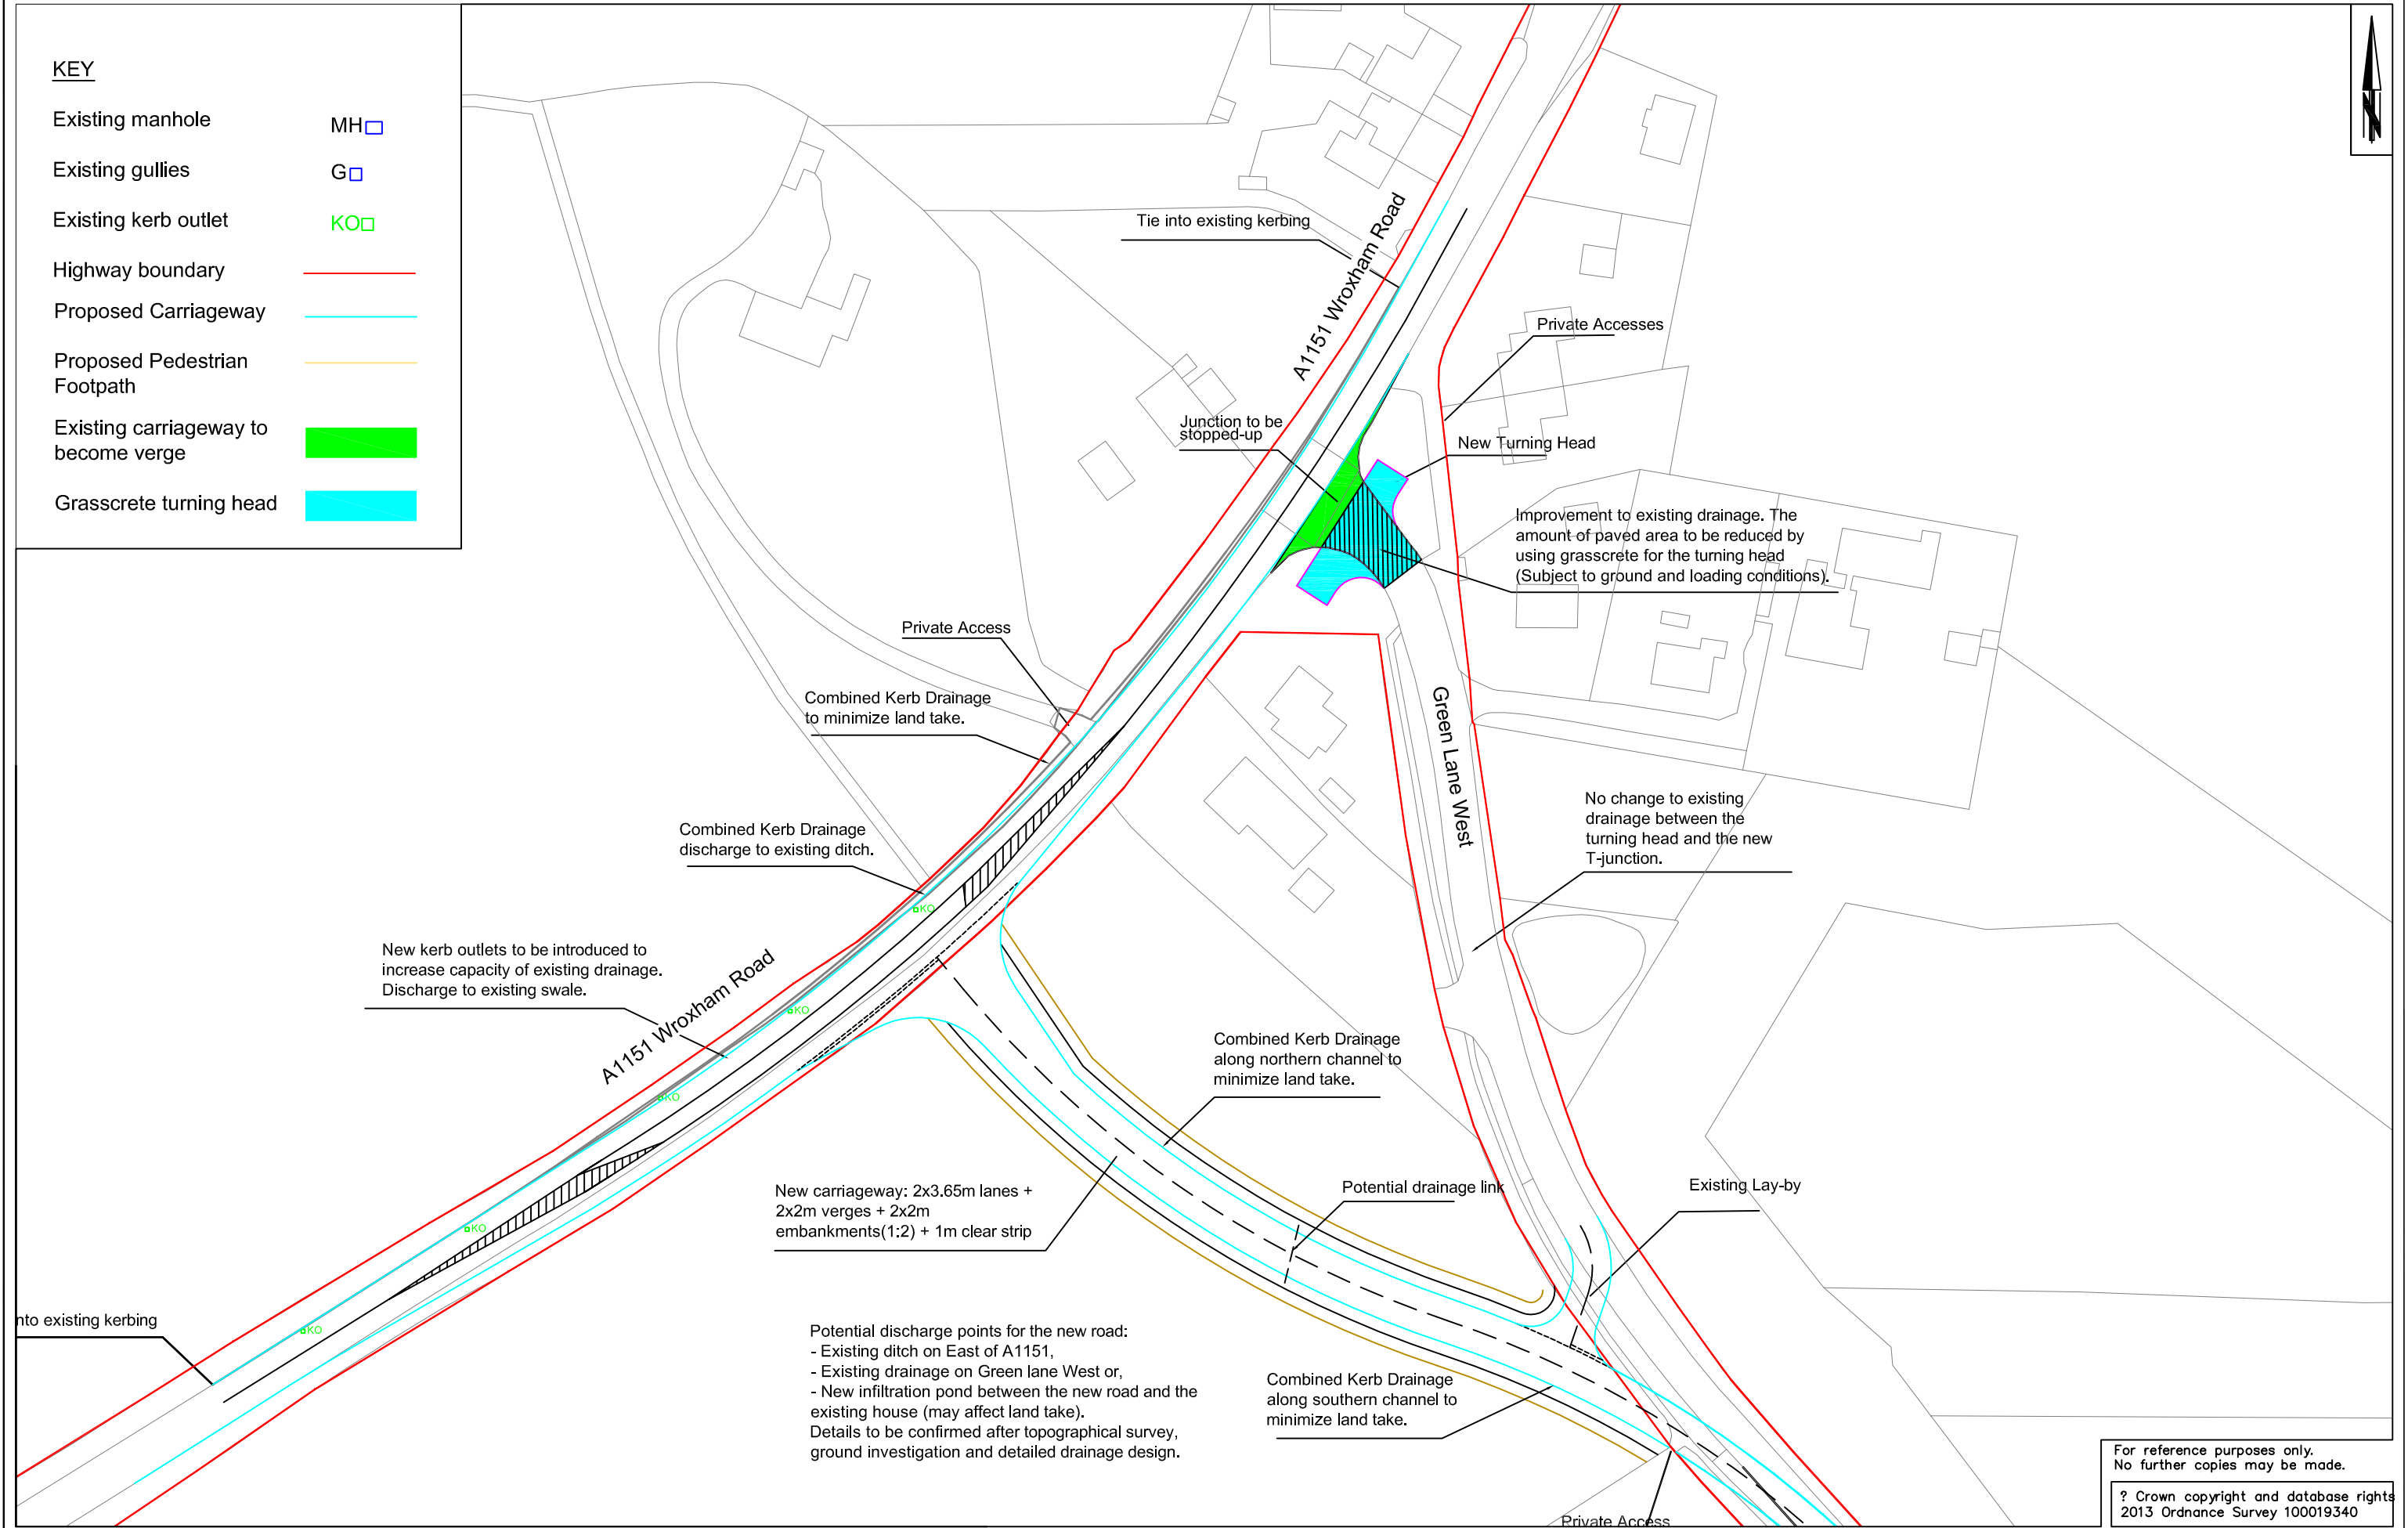 KEY
Existing manhole
MH
Existing gullies
G
Existing kerb outlet
KO
Highway boundary
Proposed Carriageway
Proposed Pedestrian
Footpath
Existing carriageway to
become verge
Grasscrete turning head
N
Tie into existing kerbing
A1151 Wroxham Road
Private Accesses
Junction to be
stopped-up
New Turning Head
Improvement to existing drainage. The
amount of paved area to be reduced by
using grasscrete for the turning head
(Subject to ground and loading conditions).
Private Access
Combined Kerb Drainage
to minimize land take.
Green Lane West
No change to existing
drainage between the
turning head and the new
T-junction.
Combined Kerb Drainage
discharge to existing ditch.
KO
New kerb outlets to be introduced to
increase capacity of existing drainage.
Discharge to existing swale.
A1151 Wroxham Road
KO
KO
KO
KO
Combined Kerb Drainage
along northern channel to
minimize land take.
New carriageway: 2x3.65m lanes +
2x2m verges + 2x2m
embankments(1:2) + 1m clear strip
Potential drainage link
Existing Lay-by
nto existing kerbing
Potential discharge points for the new road:
- Existing ditch on East of A1151,
- Existing drainage on Green lane West or,
- New infiltration pond between the new road and the
existing house (may affect land take).
Details to be confirmed after topographical survey,
ground investigation and detailed drainage design.
Combined Kerb Drainage
along southern channel to
minimize land take.
Private Access
For reference purposes only.
No further copies may be made.
? Crown copyright and database rights
2013 Ordnance Survey 100019340